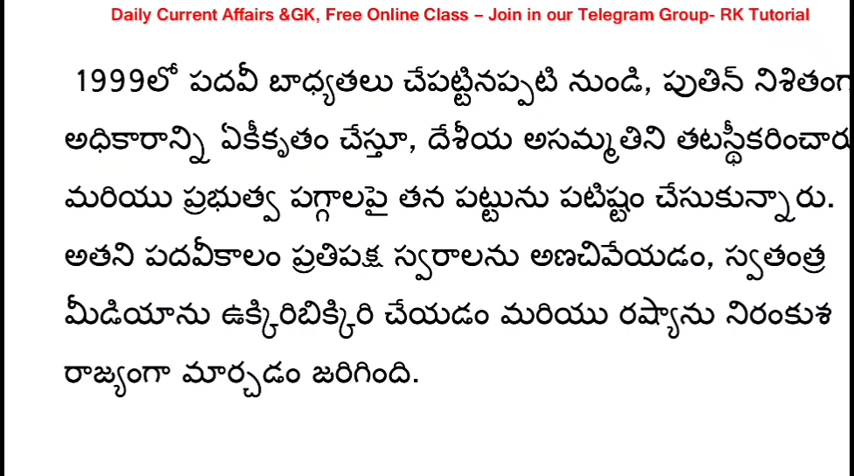 Daily Current Affairs &GK, Free Online Class – Join in our Telegram Group- RK Tutorial
1999లో పదవీ బాధ్యతలు చేపట్టినప్పటి నుండి, పుతిన్ నిశితంగా
అధికారాన్ని ఏకీకృతం చేస్తూ, దేశీయ అసమ్మతిని తటస్థీకరించారు
మరియు ప్రభుత్వ పగ్గాలపై తన పట్టును పటిష్టం చేసుకున్నారు.
అతని పదవీకాలం ప్రతిపక్ష స్వరాలను అణచివేయడం, స్వతంత్ర
మీడియాను ఉక్కిరిబిక్కిరి చేయడం మరియు రష్యాను నిరంకుశ
రాజ్యంగా మార్చడం జరిగింది.